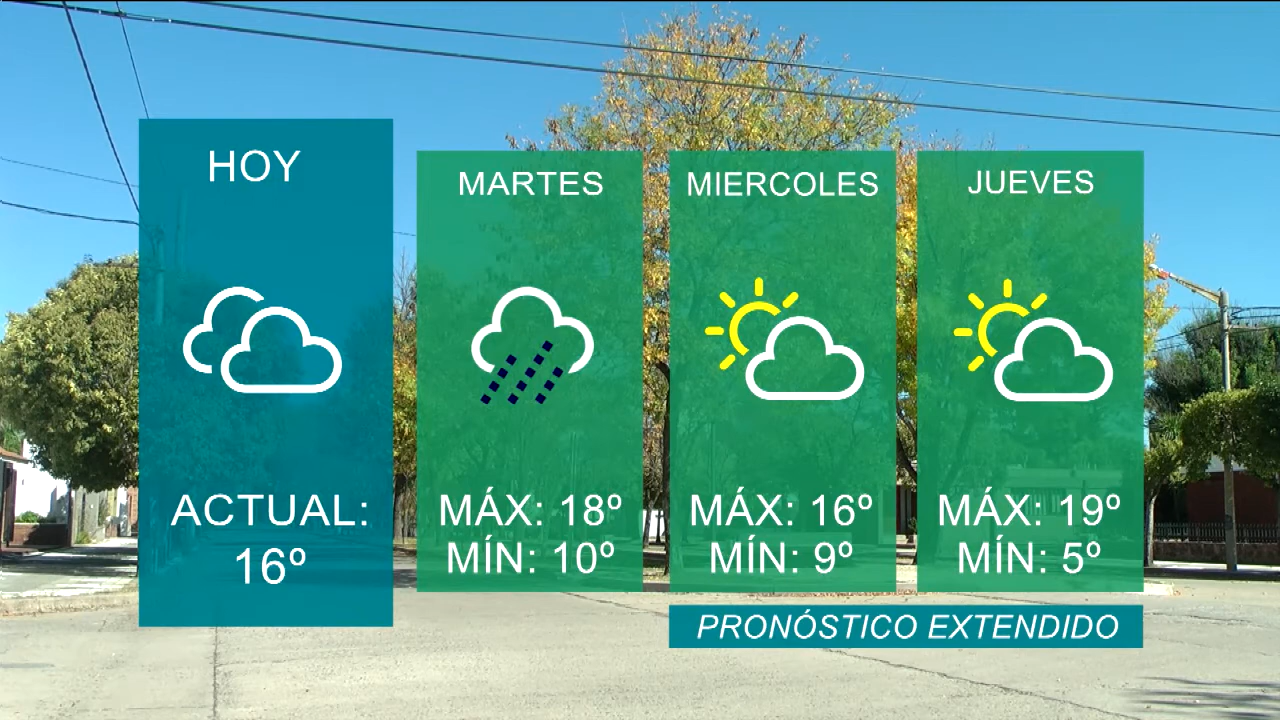 HOY
ACTUAL:
16º
MARTES
MÁX: 18º
MÍN: 10º
MIERCOLES
MÁX: 16º
MÍN: 9º
JUEVES
MÁX: 19º
MÍN: 5º
PRONÓSTICO EXTENDIDO